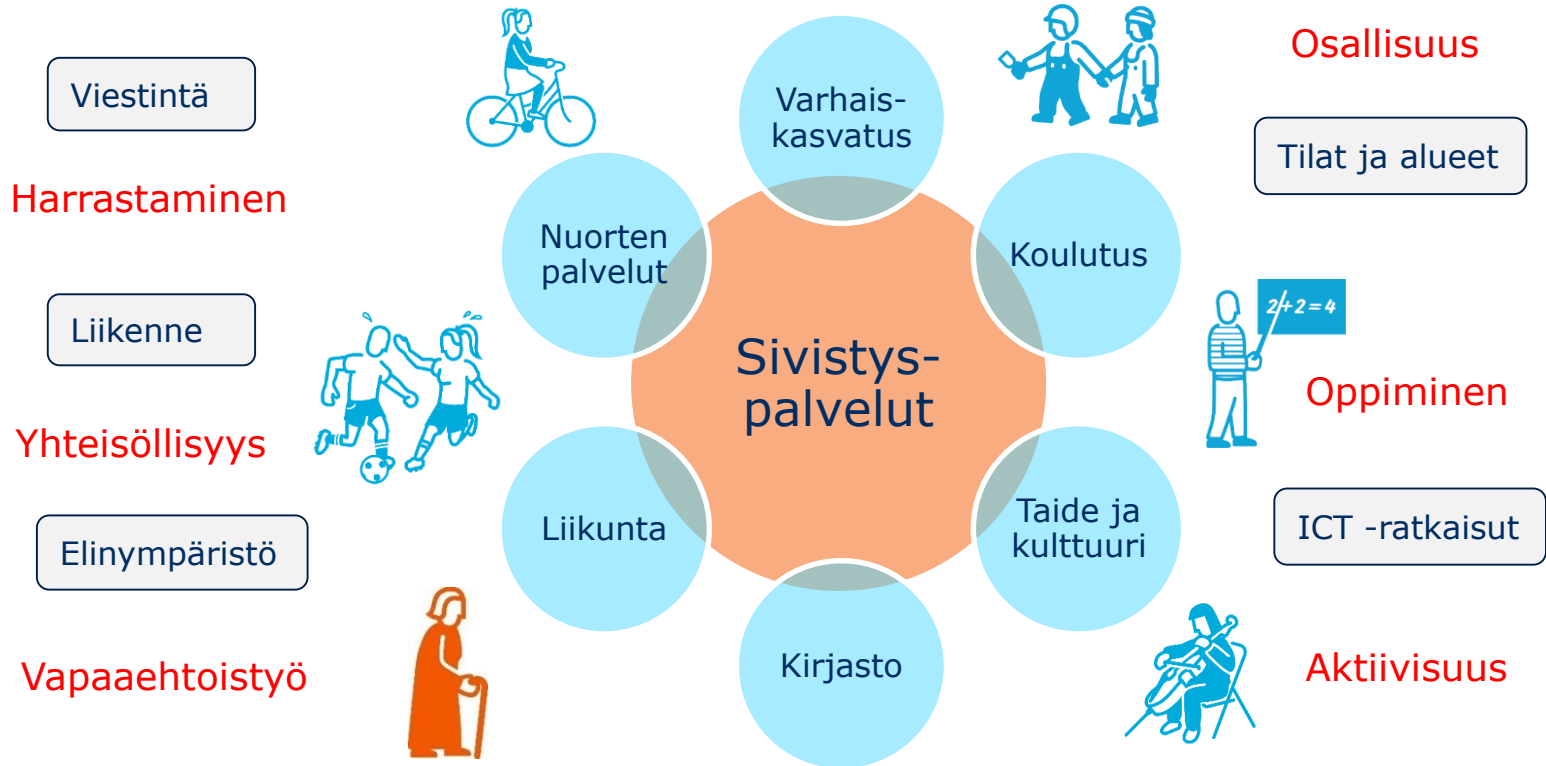 Viestintä
Harrastaminen
Liikenne
Yhteisöllisyys
Elinympäristö
Vapaaehtoistyö
Varhais-
kasvatus
Nuorten
palvelut
Koulutus
Sivistys-
palvelut
Liikunta
Taide ja
kulttuuri
Kirjasto
Osallisuus
Tilat ja alueet
2+2=4
Oppiminen
ICT -ratkaisut
Aktiivisuus